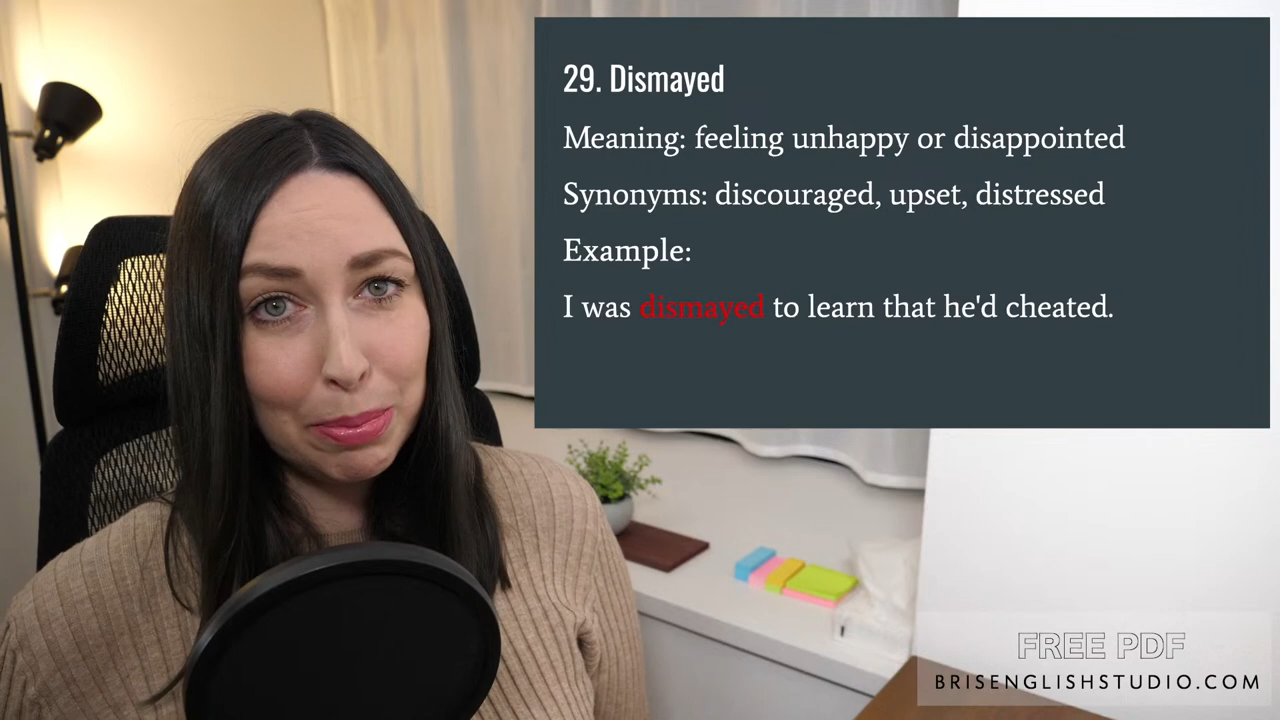 29. Dismayed
Meaning: feeling unhappy or disappointed
Synonyms: discouraged, upset, distressed
Example:
I was dismayed to learn that he'd cheated.
FREE PDF
BRISENGLISHSTUDIO.COM